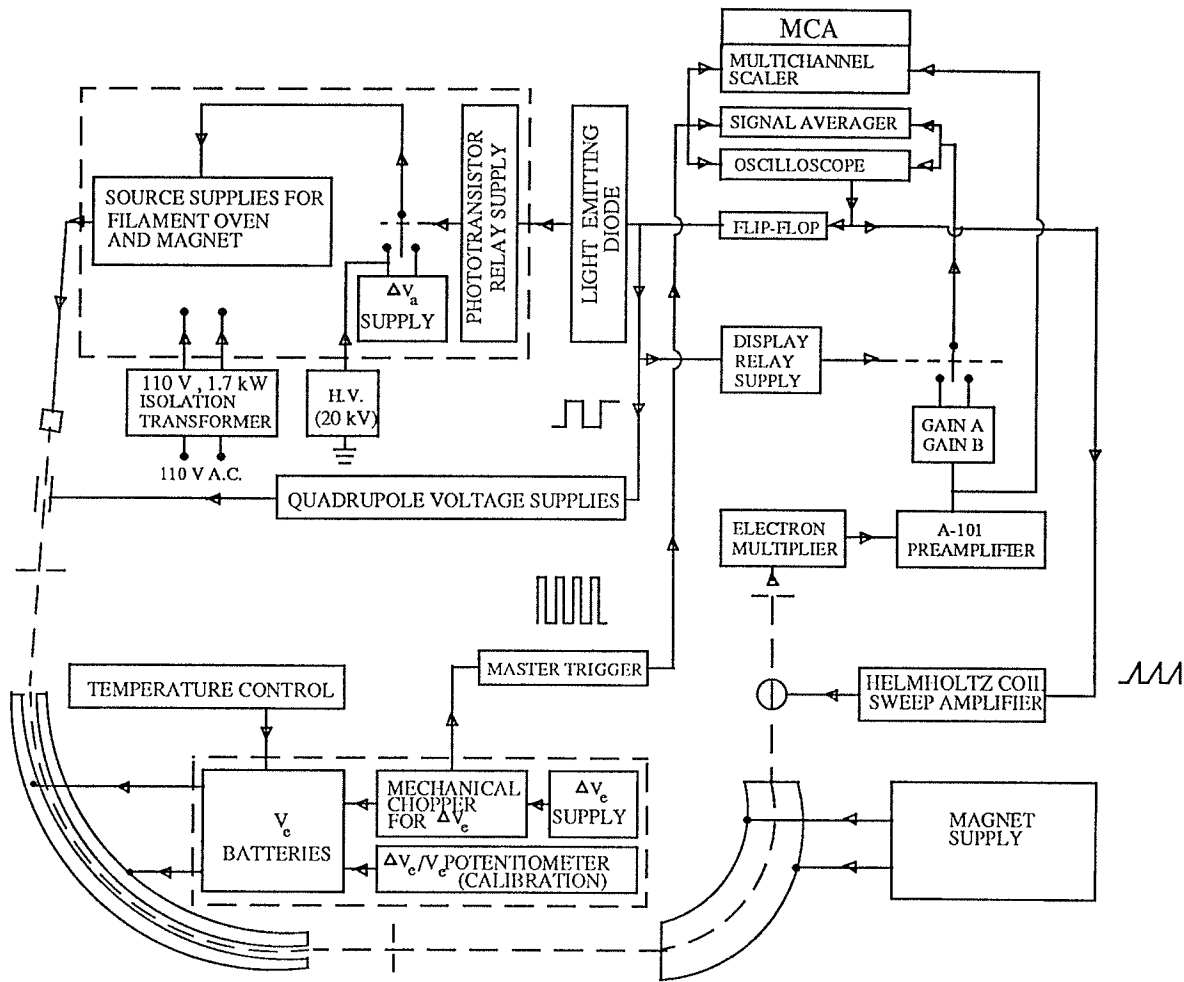 MCA
MULTICHANNEL
SCALER
SIGNAL AVERAGER
OSCILLOSCOPE
FLIP-FLOP
SOURCE SUPPLIES FOR
FILAMENT OVEN
AND MAGNET
ΔVa
SUPPLY
PHOTOTRANSISTOR
RELAY SUPPLY
LIGHT EMITTING
DIODE
DISPLAY
RELAY
SUPPLY
110 V, 1.7 kW
ISOLATION
TRANSFORMER
110 V A.C.
H.V.
(20 kV)
GAIN A
GAIN B
QUADRUPOLE VOLTAGE SUPPLIES
ELECTRON
MULTIPLIER
A-101
PREAMPLIFIER
MASTER TRIGGER
TEMPERATURE CONTROL
HELMHOLTZ COIL
SWEEP AMPLIFIER
Ve
BATTERIES
MECHANICAL
CHOPPER
FOR ΔVe
ΔVe
SUPPLY
ΔVe/Ve POTENTIOMETER
(CALIBRATION)
MAGNET
SUPPLY